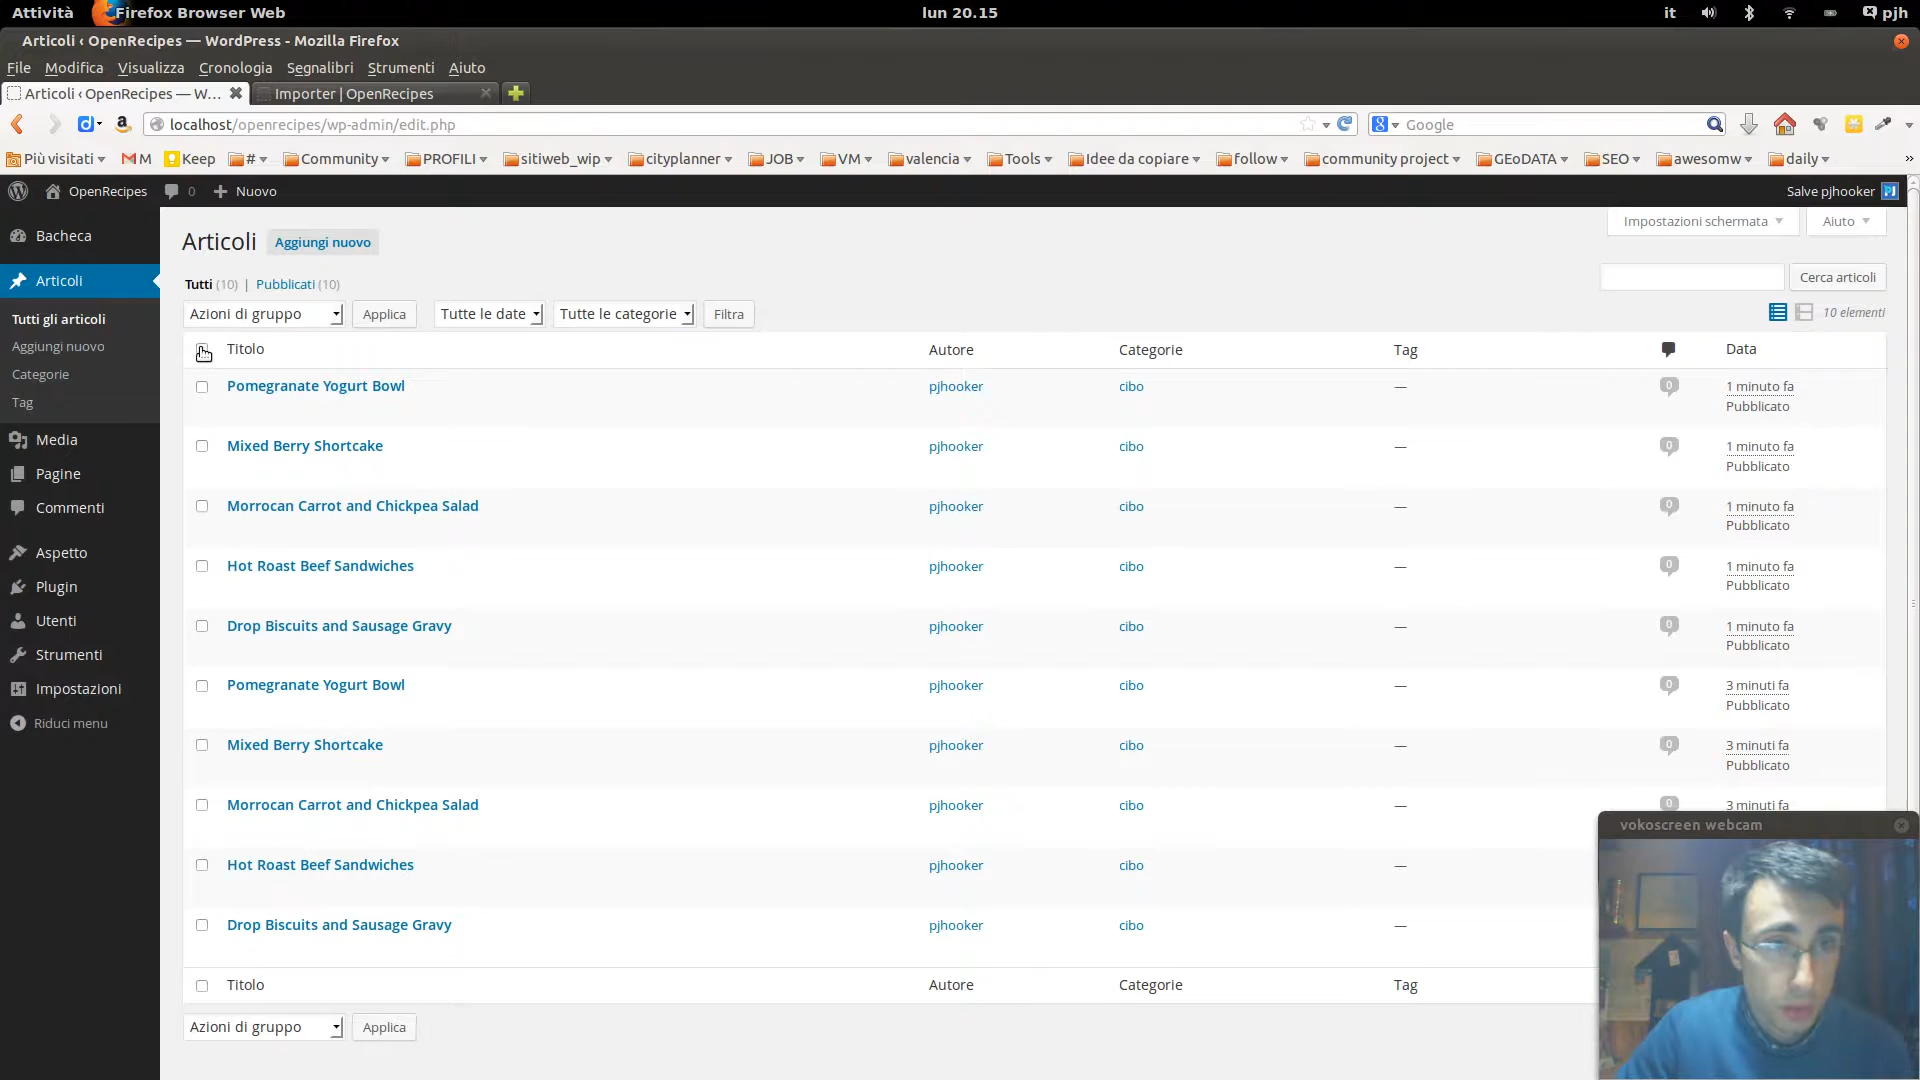 Attività Firefox Browser Web lun 20.15 it pjh
Articoli ‹ OpenRecipes — WordPress - Mozilla Firefox
File Modifica Visualizza Cronologia Segnalibri Strumenti Aiuto
Articoli ‹ OpenRecipes — W... Importer | OpenRecipes
localhost/openrecipes/wp-admin/edit.php Google
Più visitati M Keep # Community PROFILI sitiweb_wip cityplanner JOB VM valencia Tools Idee da copiare follow community project GEoDATA SEO awesomw daily »
OpenRecipes 0 + Nuovo Salve pjhooker
Bacheca
Articoli
Tutti gli articoli
Aggiungi nuovo
Categorie
Tag
Media
Pagine
Commenti
Aspetto
Plugin
Utenti
Strumenti
Impostazioni
Riduci menu
Impostazioni schermata Aiuto
Articoli Aggiungi nuovo
Tutti (10) | Pubblicati (10)
Cerca articoli
Azioni di gruppo Applica Tutte le date Tutte le categorie Filtra 10 elementi
Titolo Autore Categorie Tag Data
Pomegranate Yogurt Bowl pjhooker cibo — 0 1 minuto fa
Pubblicato
Mixed Berry Shortcake pjhooker cibo — 0 1 minuto fa
Pubblicato
Morrocan Carrot and Chickpea Salad pjhooker cibo — 0 1 minuto fa
Pubblicato
Hot Roast Beef Sandwiches pjhooker cibo — 0 1 minuto fa
Pubblicato
Drop Biscuits and Sausage Gravy pjhooker cibo — 0 1 minuto fa
Pubblicato
Pomegranate Yogurt Bowl pjhooker cibo — 0 3 minuti fa
Pubblicato
Mixed Berry Shortcake pjhooker cibo — 0 3 minuti fa
Pubblicato
Morrocan Carrot and Chickpea Salad pjhooker cibo — 0 3 minuti fa
Hot Roast Beef Sandwiches pjhooker cibo —
Drop Biscuits and Sausage Gravy pjhooker cibo —
Titolo Autore Categorie Tag
Azioni di gruppo Applica
vokoscreen webcam